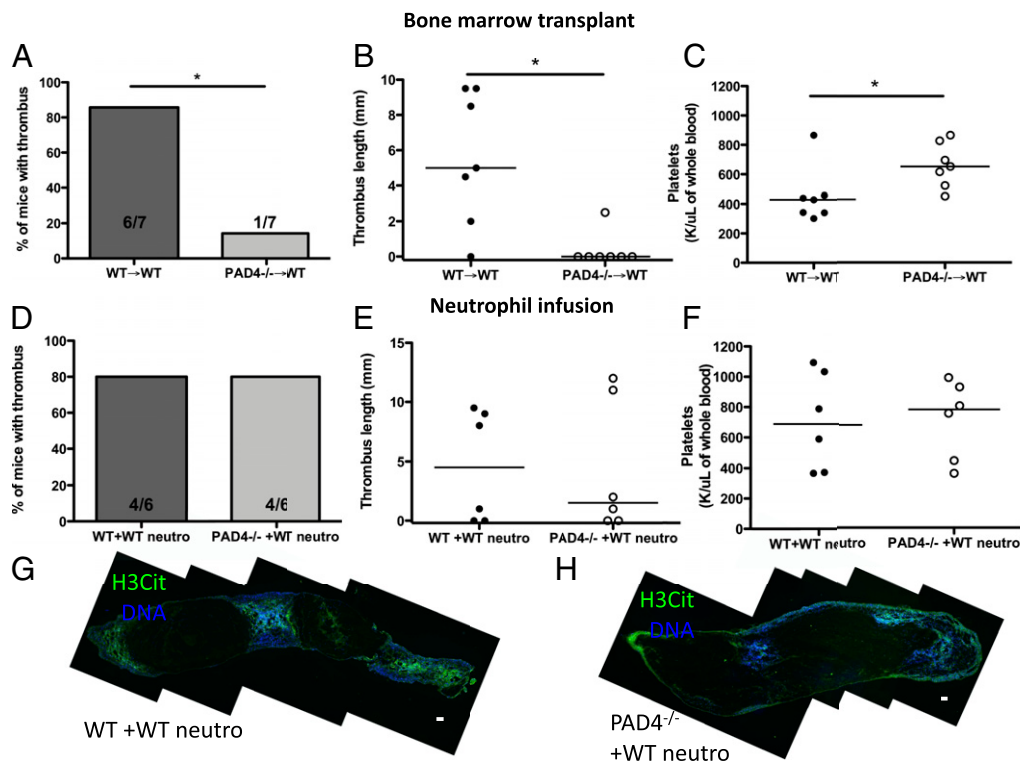 Bone marrow transplant
A
B
C
% of mice with thrombus
100
80
60
40
20
0
*
6/7
1/7
WT→WT
PAD4-/-→WT
Thrombus length (mm)
10
8
6
4
2
0
*
WT→WT
PAD4-/-→WT
Platelets
(K/uL of whole blood)
1200
1000
800
600
400
200
0
*
WT→WT
PAD4-/-→WT
Neutrophil infusion
D
E
F
% of mice with thrombus
100
80
60
40
20
0
4/6
4/6
WT+WT neutro
PAD4-/- +WT neutro
Thrombus length (mm)
15
10
5
0
WT +WT neutro
PAD4-/- +WT neutro
Platelets
(K/uL of whole blood)
1200
1000
800
600
400
200
0
WT+WT neutro
PAD4-/- +WT neutro
G
H3Cit
DNA
WT +WT neutro
H
H3Cit
DNA
PAD4-/-
+WT neutro